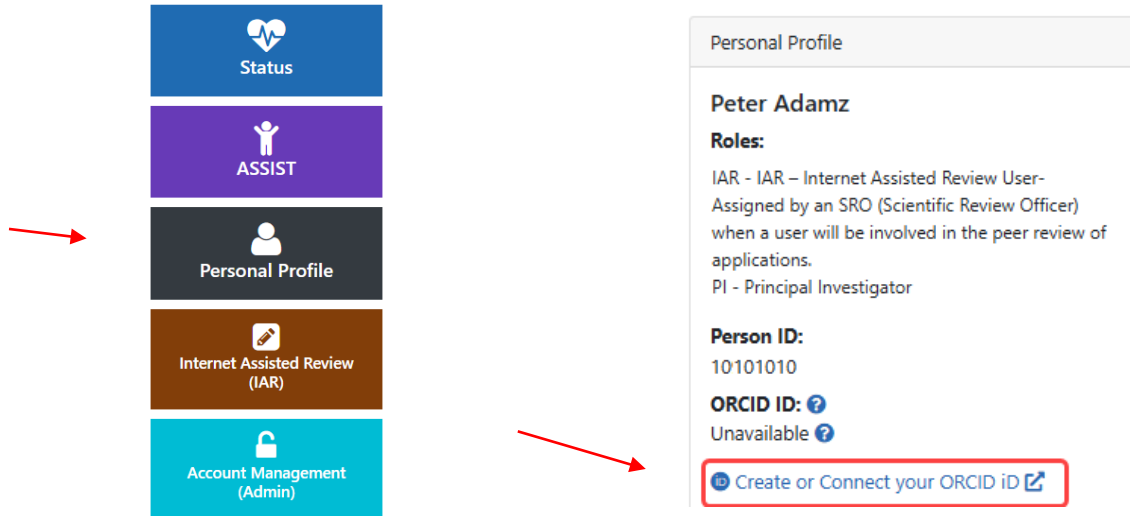 Status
ASSIST
Personal Profile
Internet Assisted Review
(IAR)
Account Management
(Admin)
Personal Profile
Peter Adamz
Roles:
IAR - IAR – Internet Assisted Review User-
Assigned by an SRO (Scientific Review Officer)
when a user will be involved in the peer review of
applications.
PI - Principal Investigator
Person ID:
10101010
ORCID ID: ?
Unavailable ?
iD Create or Connect your ORCID iD